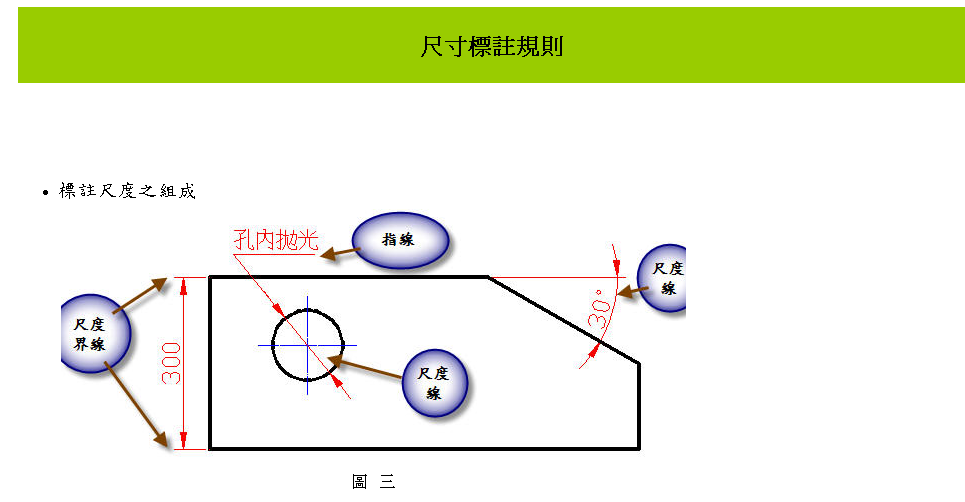 尺寸標註規則
• 標註尺度之組成
孔內拋光
指線
尺度
線
30°
尺度
界線
300
尺度
線
圖 三